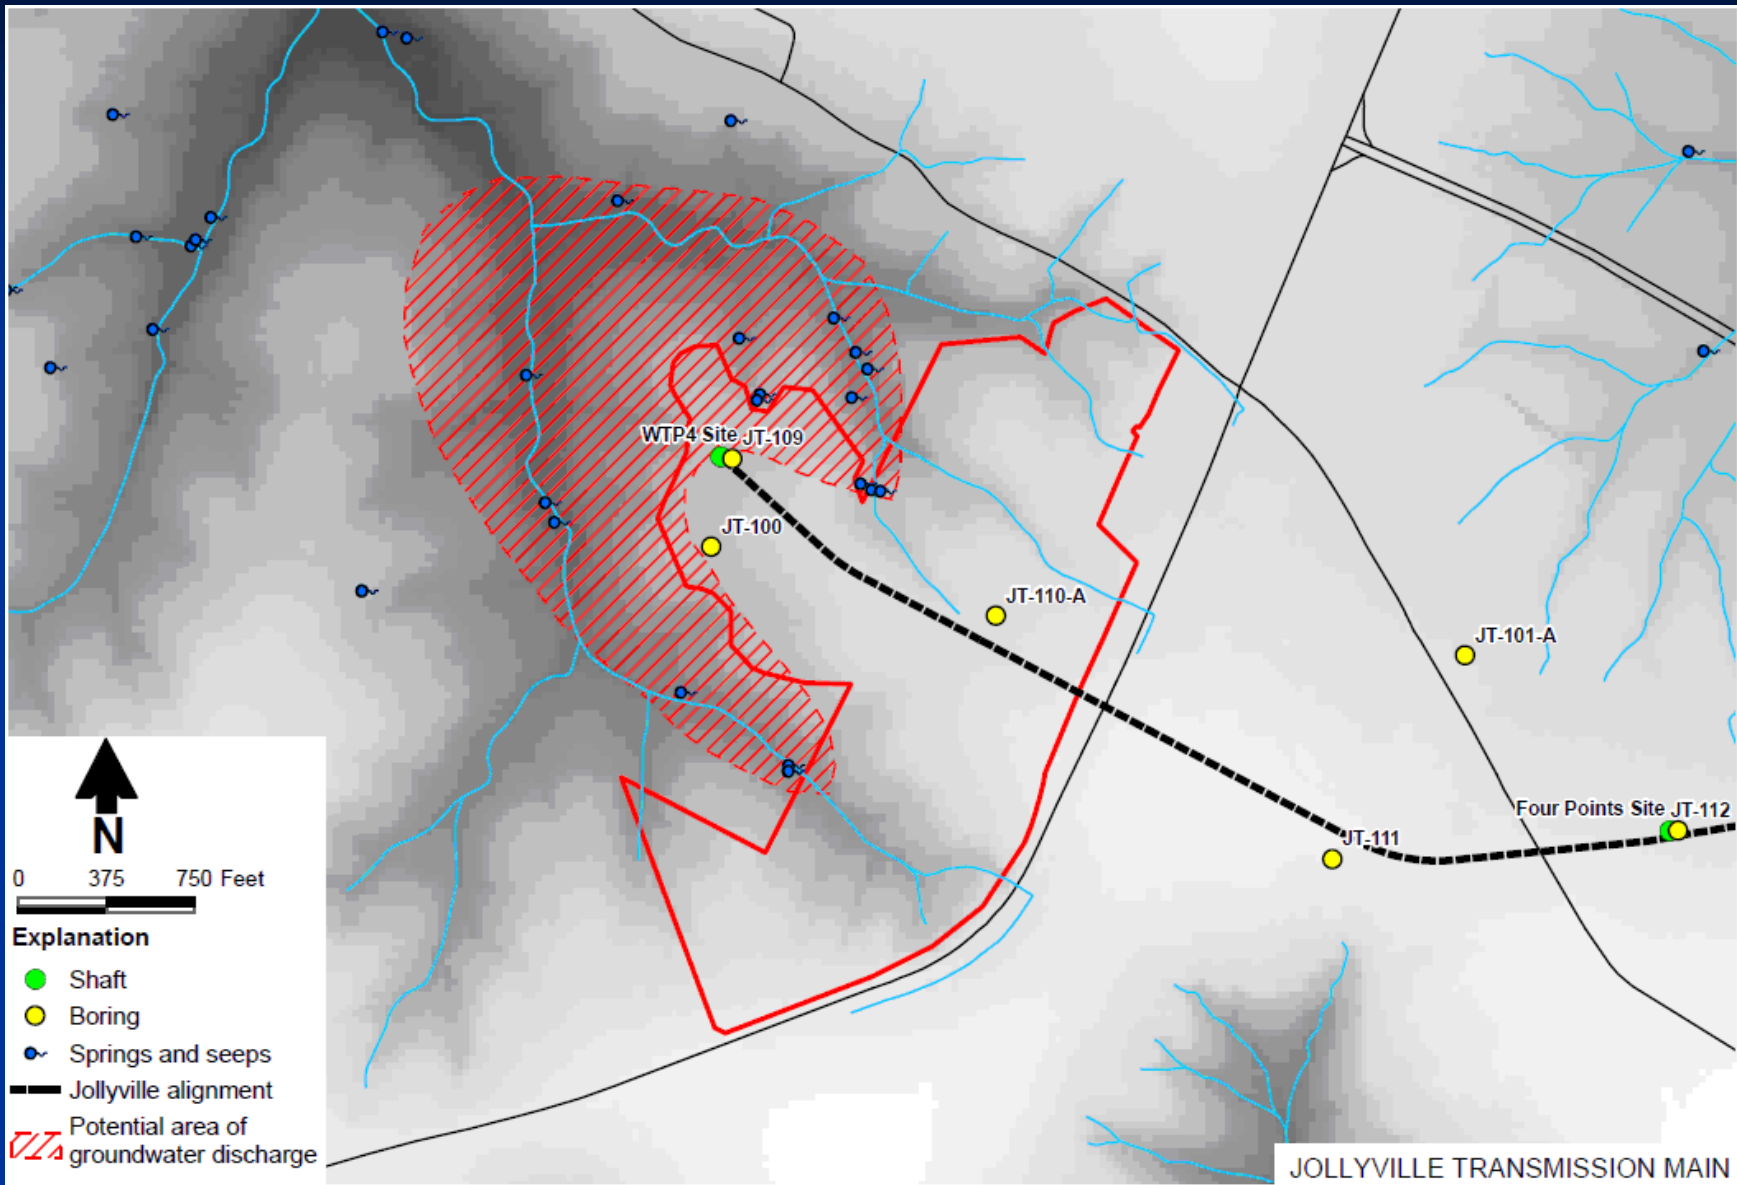 WTP4 Site JT-109
JT-100
JT-110-A
JT-101-A
Four Points Site JT-112
JT-111
N
0 375 750 Feet
Explanation
Shaft
Boring
Springs and seeps
Jollyville alignment
Potential area of
groundwater discharge
JOLLYVILLE TRANSMISSION MAIN